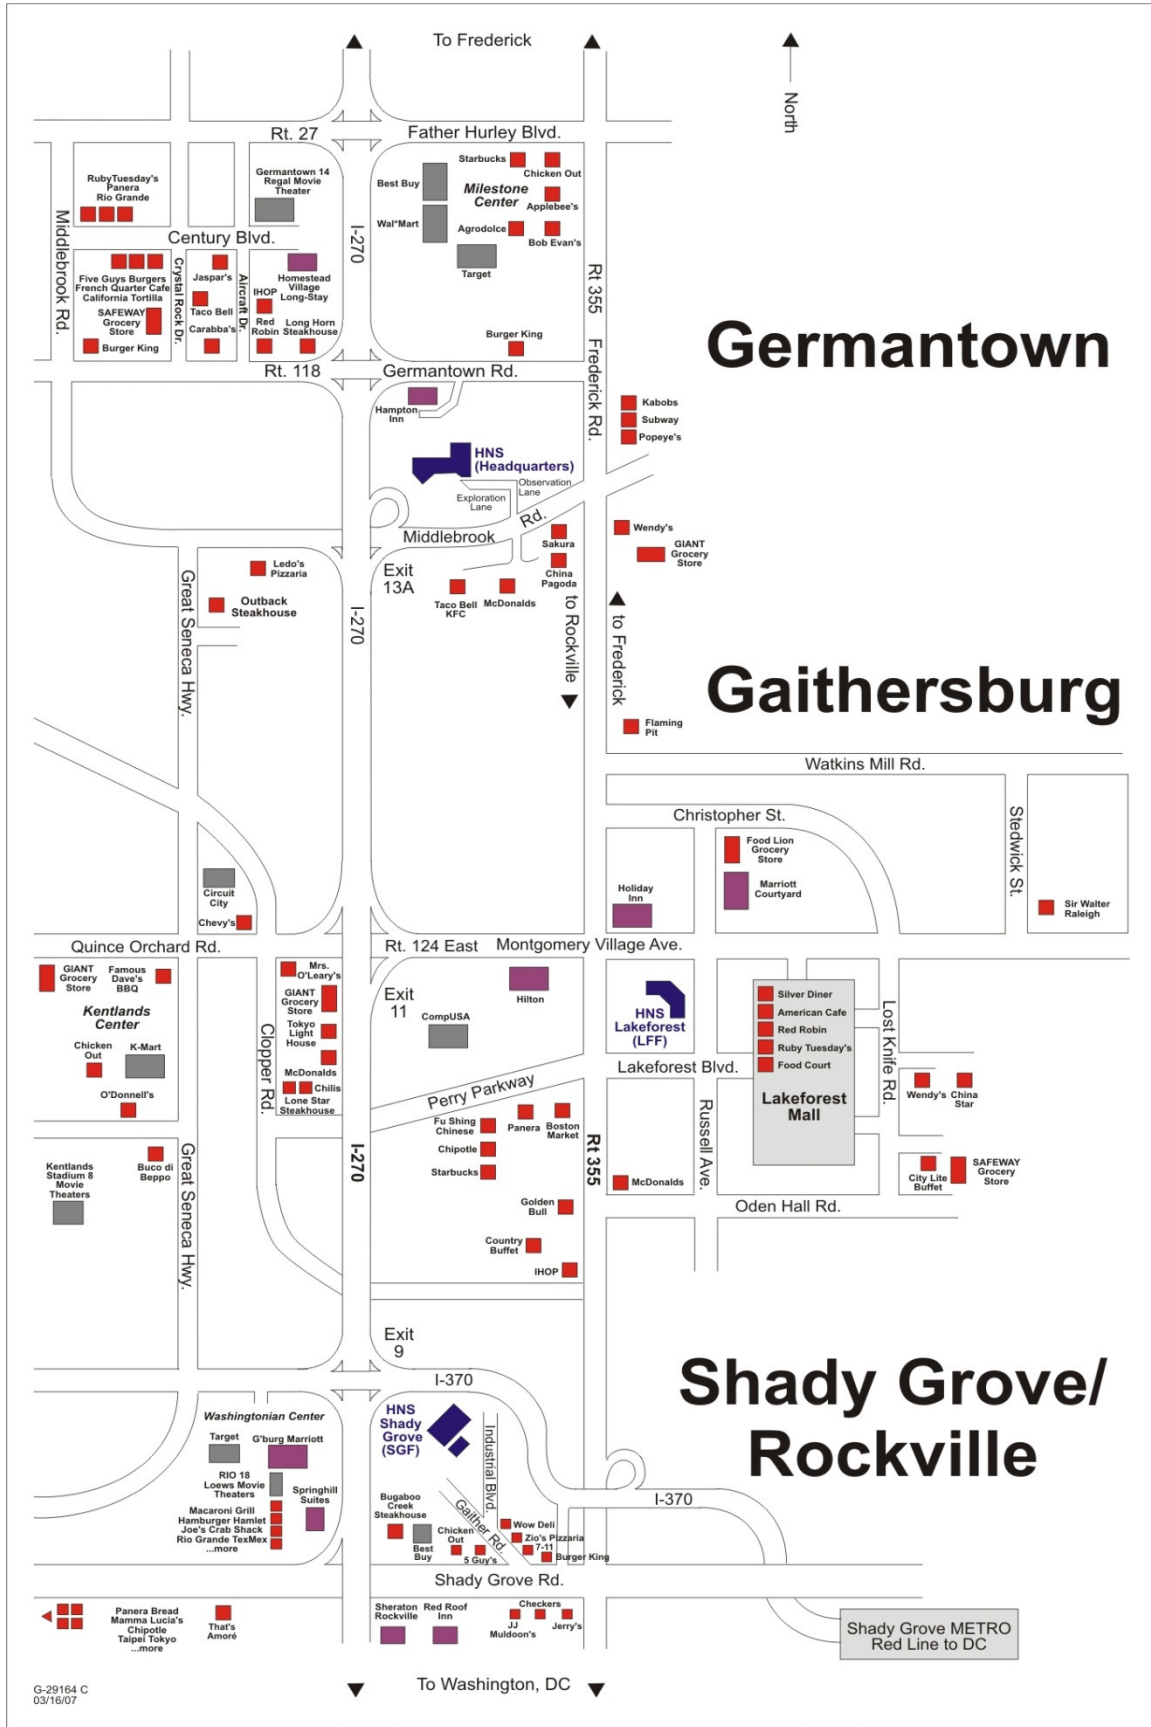 To Frederick
North
Rt. 27
Father Hurley Blvd.
RubyTuesday's
Panera
Rio Grande
Germantown 14
Regal Movie
Theater
Best Buy
Wal*Mart
Starbucks
Chicken Out
Milestone
Center
Applebee's
Agrodolce
Bob Evan's
Target
Middlebrook Rd.
Century Blvd.
I-270
Rt 355
Five Guys Burgers
French Quarter Cafe
California Tortilla
SAFEWAY
Grocery
Store
Burger King
Crystal Rock Dr.
Jaspar's
Taco Bell
Carabba's
Aircraft Dr.
IHOP
Red
Robin
Homestead
Village
Long-Stay
Long Horn
Steakhouse
Burger King
Germantown
Rt. 118
Germantown Rd.
Frederick Rd.
Hampton
Inn
Kabobs
Subway
Popeye's
HNS
(Headquarters)
Observation
Lane
Exploration
Lane
Middlebrook
Rd.
Sakura
China
Pagoda
Wendy's
GIANT
Grocery
Store
Exit
13A
Taco Bell
KFC
McDonalds
Ledo's
Pizzaria
Outback
Steakhouse
Great Seneca Hwy.
I-270
to Rockville
to Frederick
Gaithersburg
Flaming
Pit
Watkins Mill Rd.
Christopher St.
Stedwick St.
Food Lion
Grocery
Store
Marriott
Courtyard
Holiday
Inn
Sir Walter
Raleigh
Circuit
City
Chevy's
Quince Orchard Rd.
Rt. 124 East
Montgomery Village Ave.
GIANT
Grocery
Store
Famous
Dave's
BBQ
Kentlands
Center
Chicken
Out
K-Mart
O'Donnell's
Mrs.
O'Leary's
GIANT
Grocery
Store
Tokyo
Light
House
McDonalds
Chilis
Lone Star
Steakhouse
Clopper Rd.
Exit
11
CompUSA
Hilton
HNS
Lakeforest
(LFF)
Silver Diner
American Cafe
Red Robin
Ruby Tuesday's
Food Court
Lakeforest
Mall
Lost Knife Rd.
Lakeforest Blvd.
Perry Parkway
Wendy's
China
Star
Fu Shing
Chinese
Panera
Boston
Market
Chipotle
Starbucks
Rt 355
Russell Ave.
McDonalds
City Lite
Buffet
SAFEWAY
Grocery
Store
Oden Hall Rd.
Kentlands
Stadium 8
Movie
Theaters
Buco di
Beppo
Great Seneca Hwy.
I-270
Golden
Bull
Country
Buffet
IHOP
Exit
9
I-370
Shady Grove/
Rockville
Washingtonian Center
Target
G'burg Marriott
RIO 18
Loews Movie
Theaters
Springhill
Suites
Macaroni Grill
Hamburger Hamlet
Joe's Crab Shack
Rio Grande TexMex
...more
HNS
Shady
Grove
(SGF)
Industrial Blvd.
Gaither Rd.
I-370
Bugaboo
Creek
Steakhouse
Best
Buy
Chicken
Out
5 Guy's
Wow Deli
Zio's Pizzaria
7-11
Burger King
Shady Grove Rd.
Panera Bread
Mamma Lucia's
Chipotle
Taipei Tokyo
...more
That's
Amoré
Sheraton
Rockville
Red Roof
Inn
Checkers
JJ
Muldoon's
Jerry's
Shady Grove METRO
Red Line to DC
To Washington, DC
G-29164 C
03/16/07